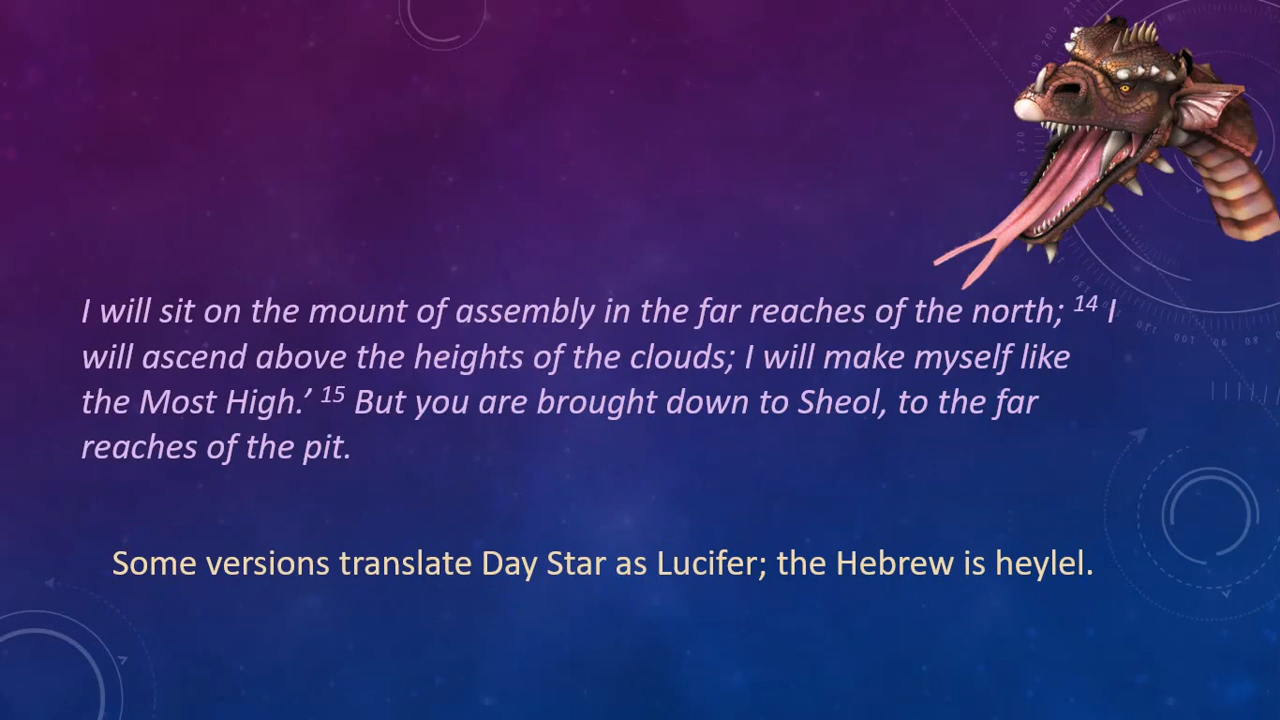 I will sit on the mount of assembly in the far reaches of the north; 14 I
will ascend above the heights of the clouds; I will make myself like
the Most High.’ 15 But you are brought down to Sheol, to the far
reaches of the pit.
Some versions translate Day Star as Lucifer; the Hebrew is heylel.